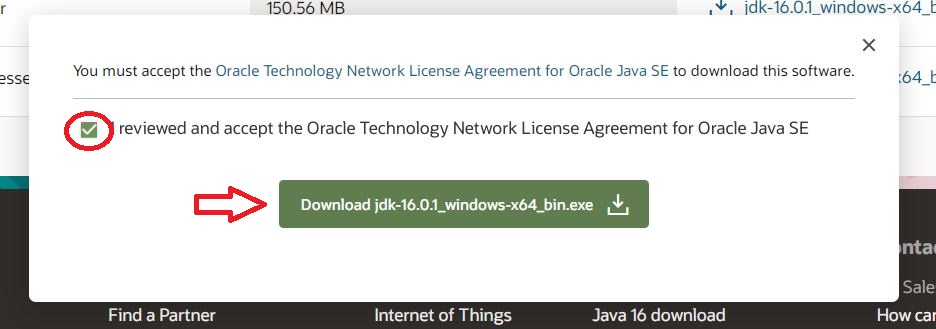 r
150.56 MB
jdk-16.0.1_windows-x64_b
You must accept the Oracle Technology Network License Agreement for Oracle Java SE to download this software.
esse
x64_b
I reviewed and accept the Oracle Technology Network License Agreement for Oracle Java SE
Download jdk-16.0.1_windows-x64_bin.exe
ontac
Sale
Find a Partner
Internet of Things
Java 16 download
How can